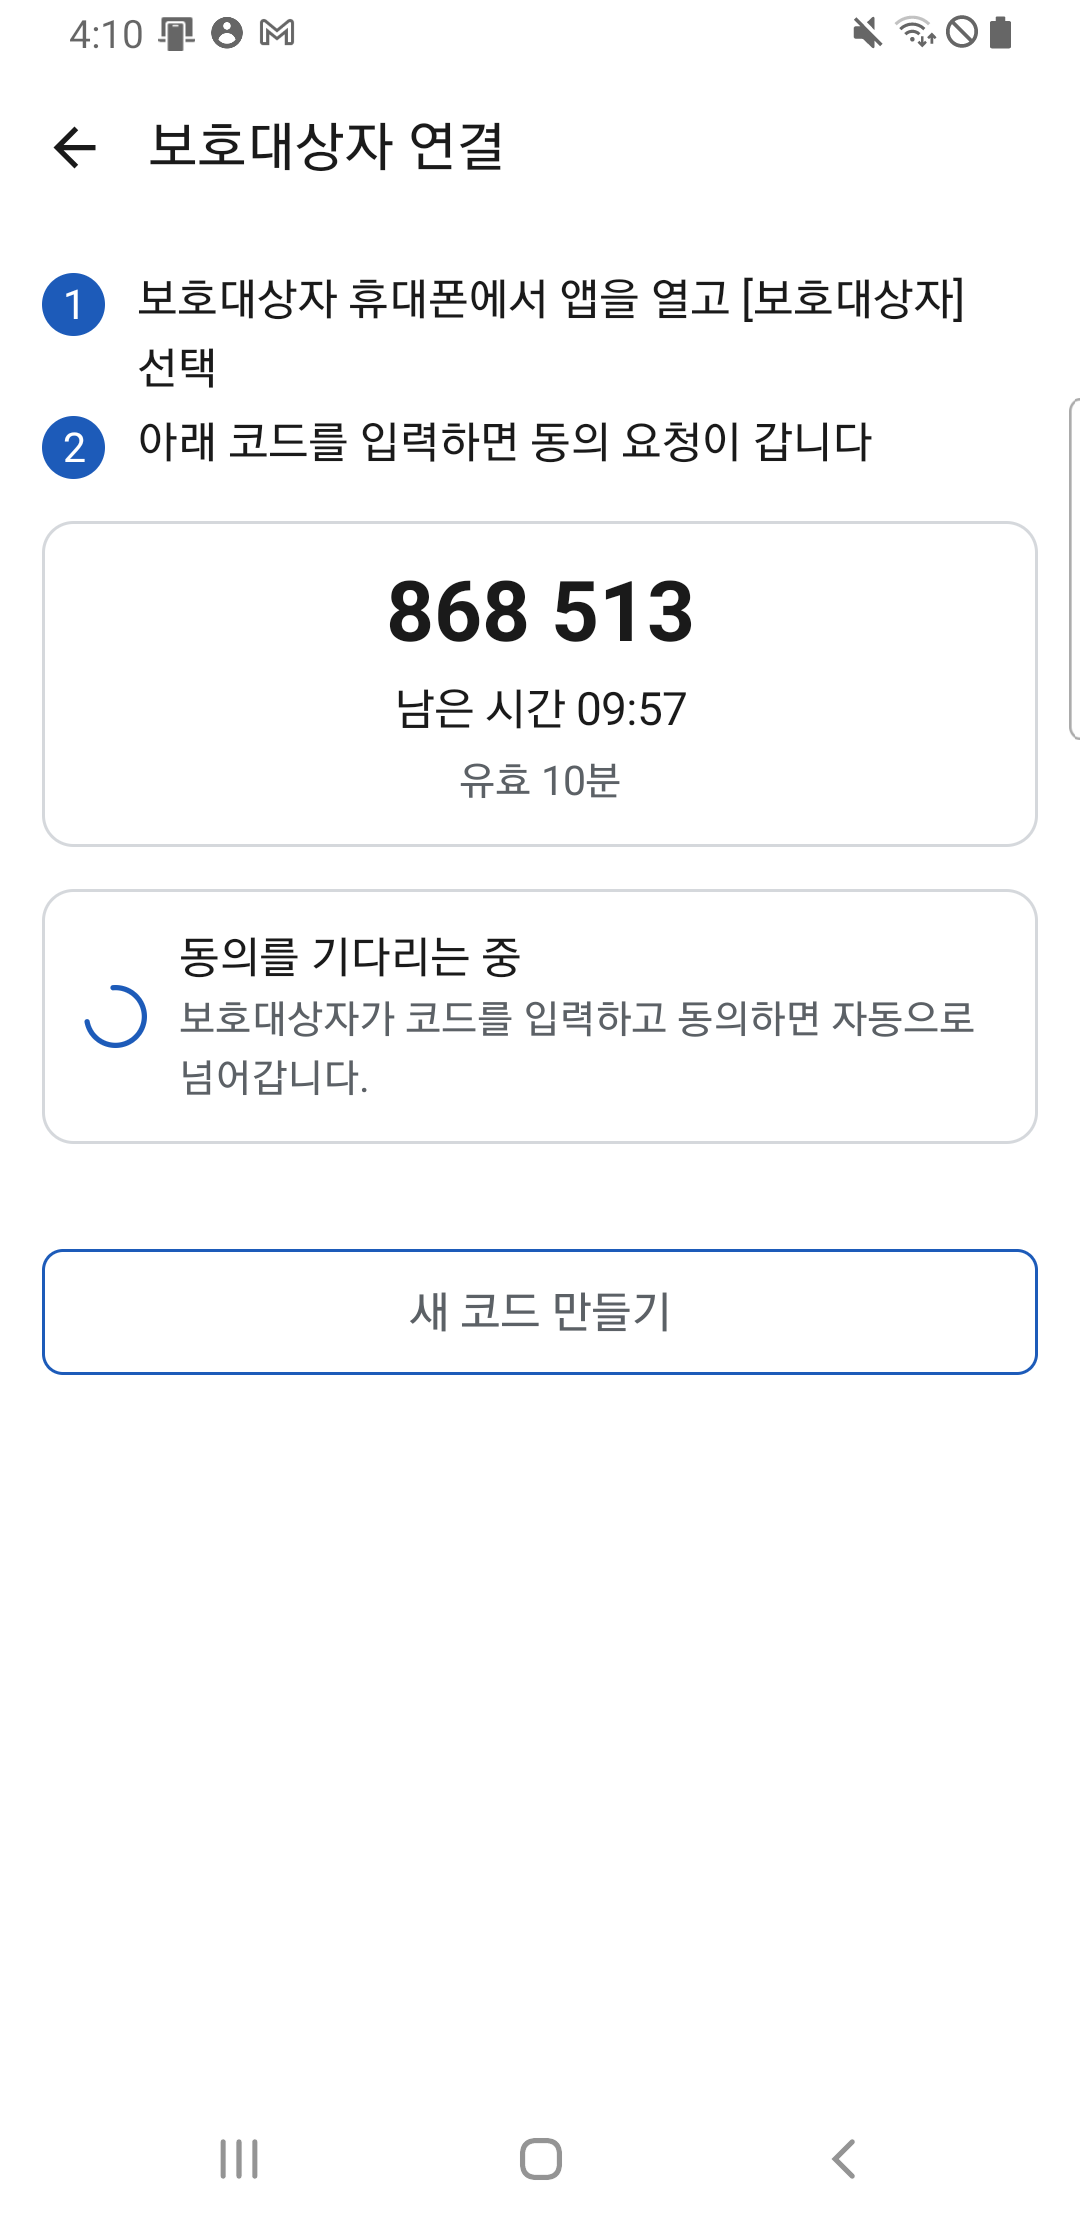 4:10
보호대상자 연결
1 보호대상자 휴대폰에서 앱을 열고 [보호대상자]
선택
2 아래 코드를 입력하면 동의 요청이 갑니다
868 513
남은 시간 09:57
유효 10분
동의를 기다리는 중
보호대상자가 코드를 입력하고 동의하면 자동으로
넘어갑니다.
새 코드 만들기